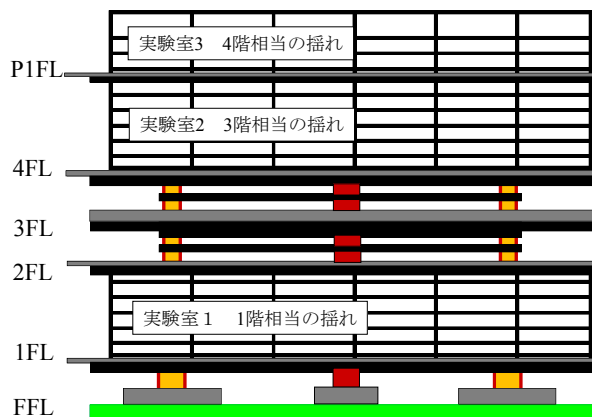 実験室3　4階相当の揺れ
P1FL
実験室2　3階相当の揺れ
4FL
3FL
2FL
実験室１　1階相当の揺れ
1FL
FFL